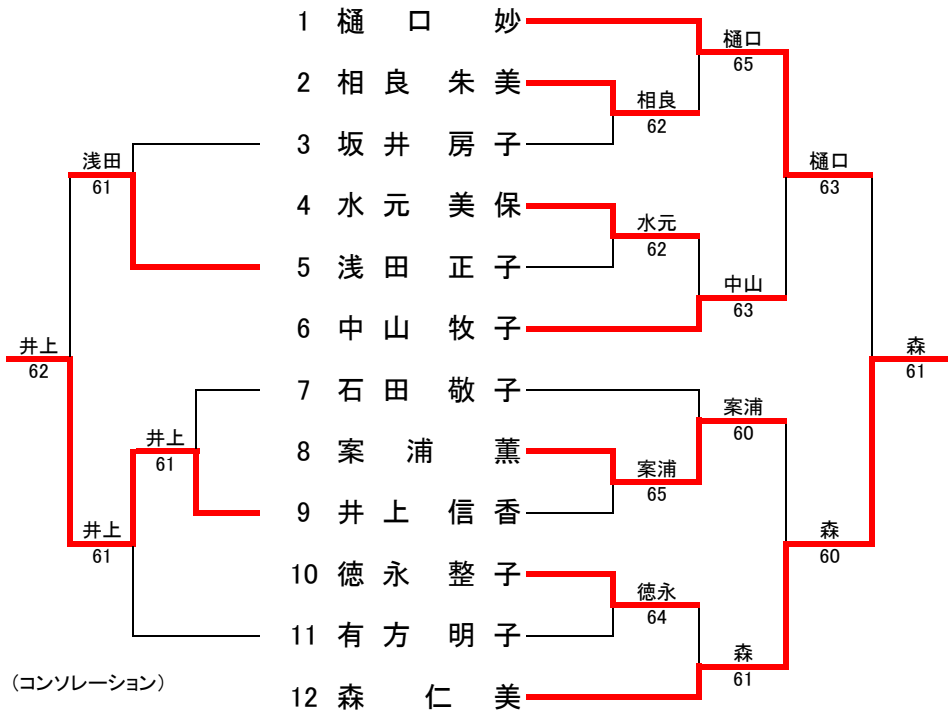 1 樋口 妙
樋口
65
2 相良 朱美
相良
62
3 坂井 房子
浅田
61
樋口
63
4 水元 美保
水元
62
5 浅田 正子
中山
63
6 中山 牧子
井上
62
森
61
7 石田 敬子
案浦
60
井上
61
8 案浦 薫
案浦
65
9 井上 信香
井上
61
森
60
10 徳永 整子
徳永
64
11 有方 明子
森
61
(コンソレーション)
12 森 仁美